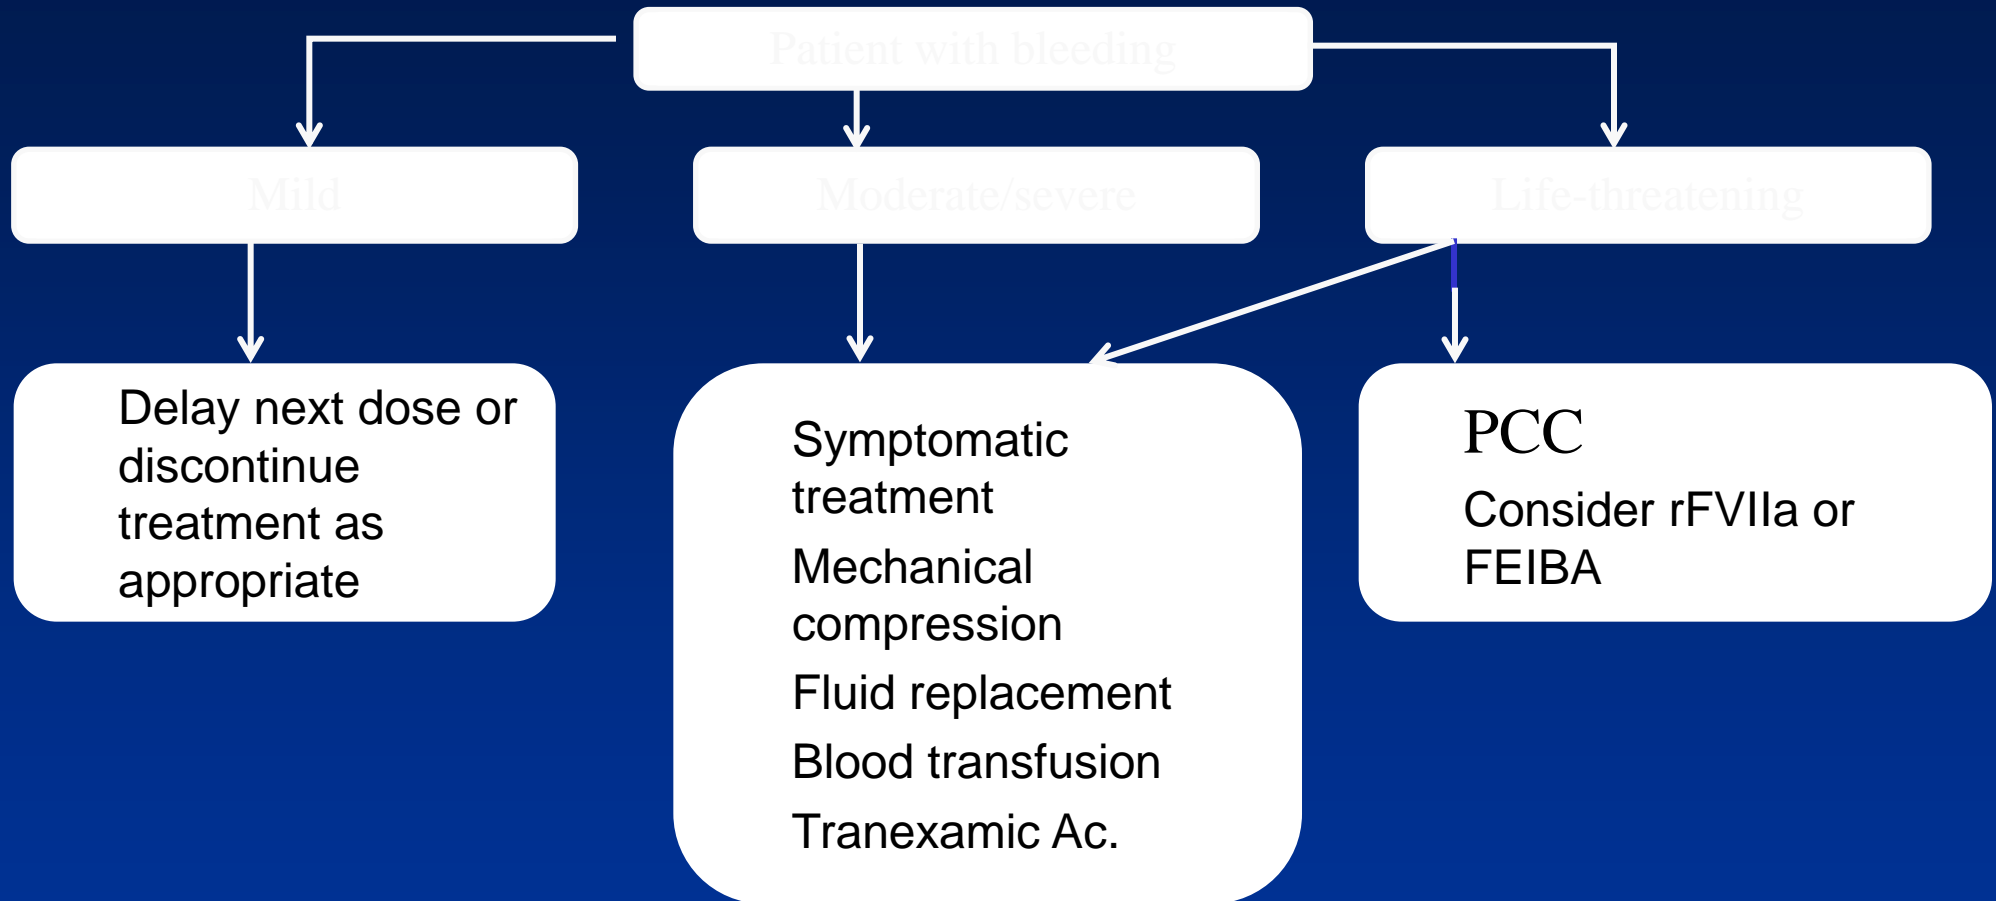 Patient with bleeding
Mild
Moderate/severe
Life-threatening
Delay next dose or
discontinue
treatment as
appropriate
Symptomatic
treatment
Mechanical
compression
Fluid replacement
Blood transfusion
Tranexamic Ac.
PCC
Consider rFVIIa or
FEIBA